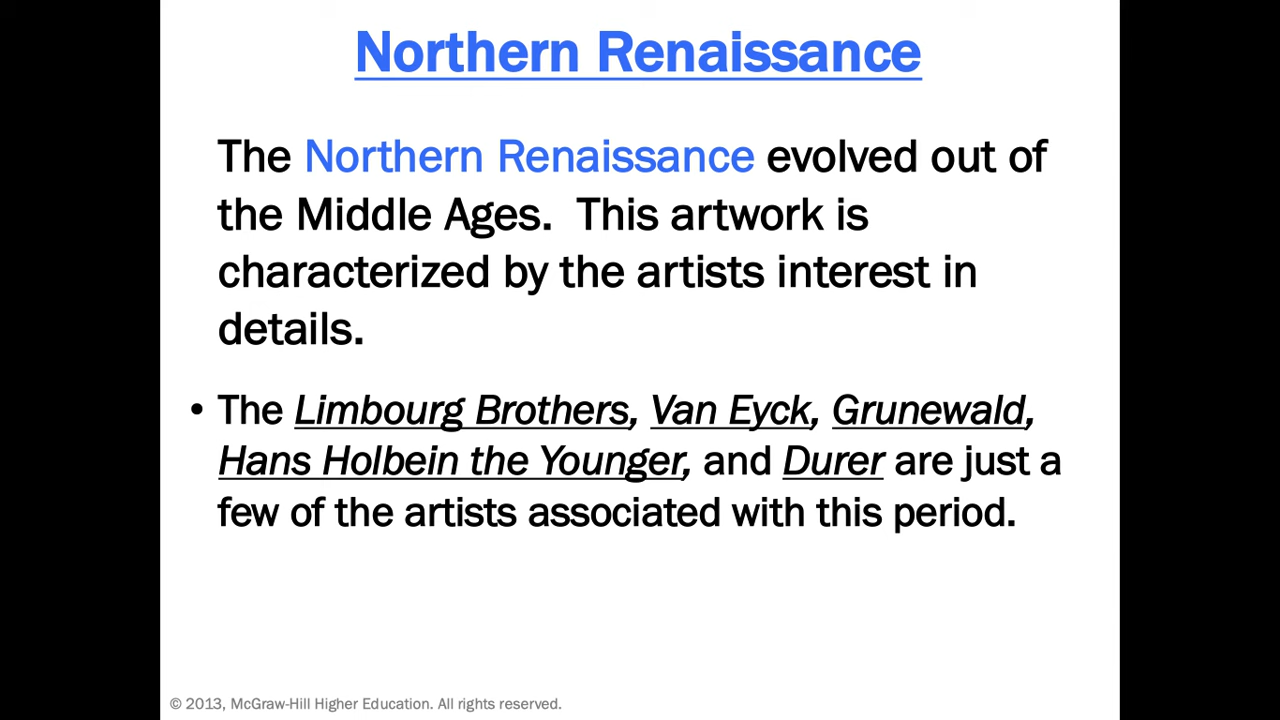 Northern Renaissance
The Northern Renaissance evolved out of
the Middle Ages.  This artwork is
characterized by the artists interest in
details.
• The Limbourg Brothers, Van Eyck, Grunewald,
Hans Holbein the Younger, and Durer are just a
few of the artists associated with this period.
© 2013, McGraw-Hill Higher Education. All rights reserved.